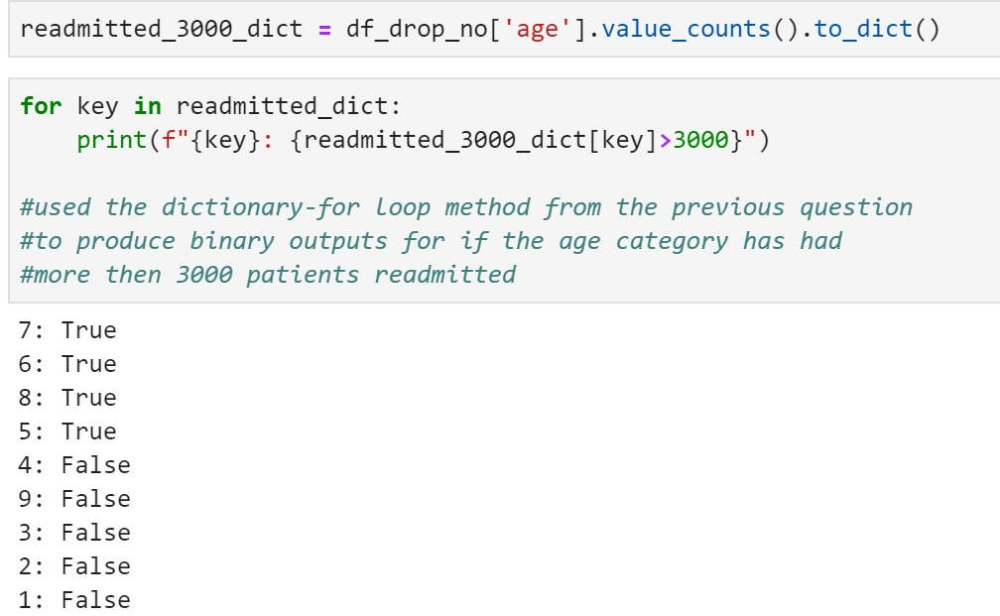 readmitted_3000_dict = df_drop_no['age'].value_counts().to_dict()
for key in readmitted_dict:
    print(f"{key}: {readmitted_3000_dict[key]>3000}")
#used the dictionary-for loop method from the previous question
#to produce binary outputs for if the age category has had
#more then 3000 patients readmitted
7: True
6: True
8: True
5: True
4: False
9: False
3: False
2: False
1: False